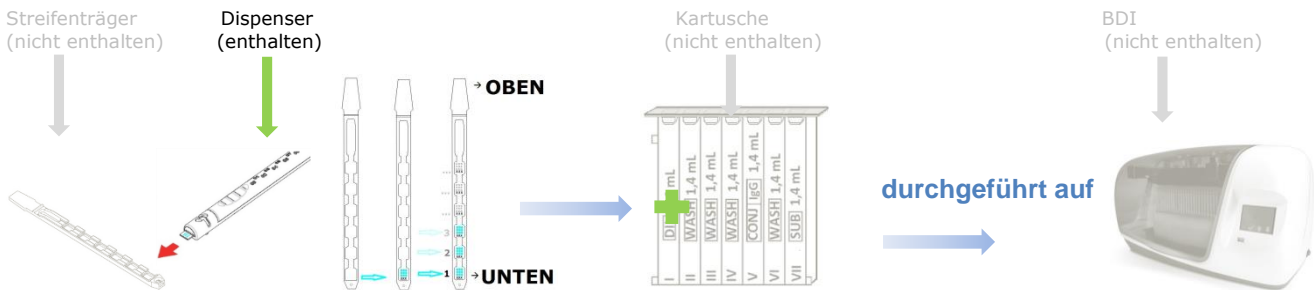 Streifenträger
(nicht enthalten)
Dispenser
(enthalten)
Kartusche
(nicht enthalten)
BDI
(nicht enthalten)
OBEN
3
2
1
UNTEN
I mL
II WASH 1,4 mL
III WASH 1,4 mL
IV WASH 1,4 mL
V CONJ IgG 1,4 mL
VI WASH 1,4 mL
VII SUB 1,4 mL
durchgeführt auf